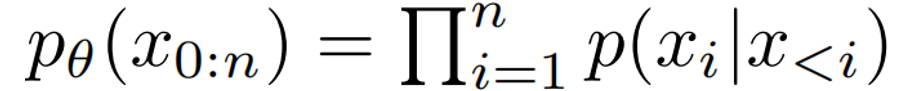 p_θ(x_{0:n}) = ∏_{i=1}^{n} p(x_i|x_{<i})